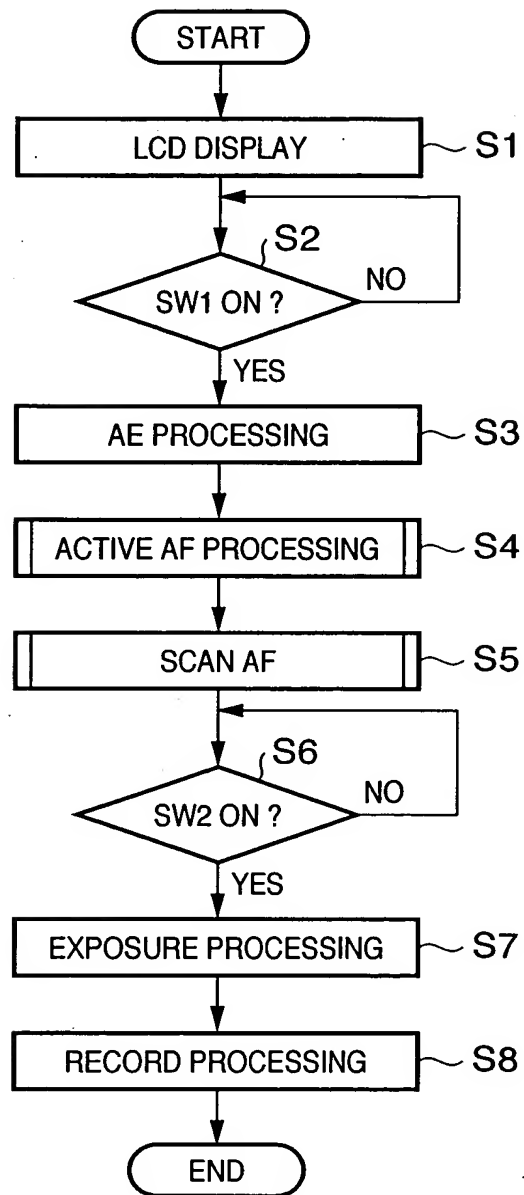 START
LCD DISPLAY S1
S2
SW1 ON ? NO
YES
AE PROCESSING S3
ACTIVE AF PROCESSING S4
SCAN AF S5
S6
SW2 ON ? NO
YES
EXPOSURE PROCESSING S7
RECORD PROCESSING S8
END